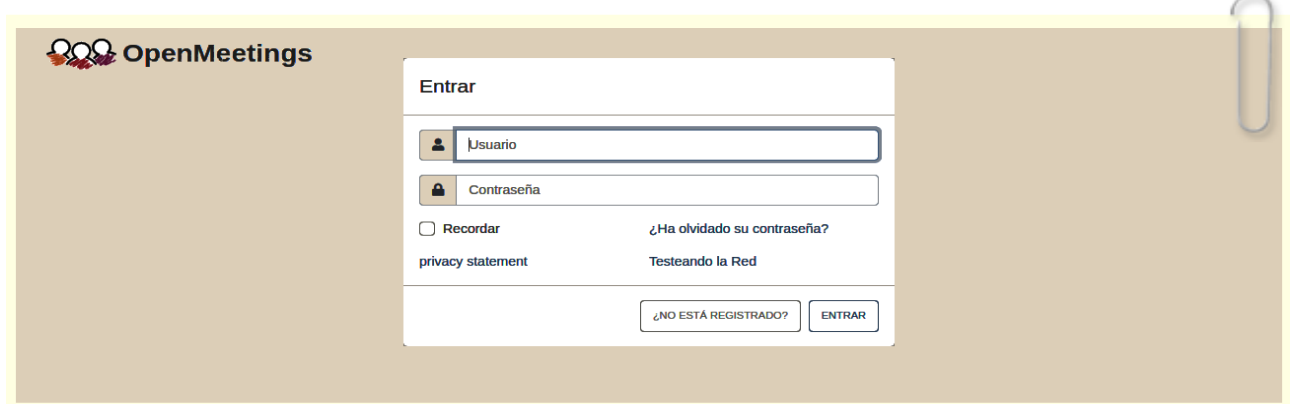 OpenMeetings
Entrar
Usuario
Contraseña
Recordar
¿Ha olvidado su contraseña?
privacy statement
Testeando la Red
¿NO ESTÁ REGISTRADO?
ENTRAR